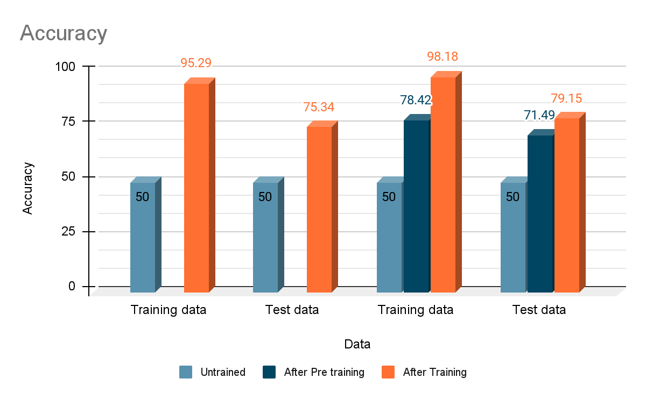 Accuracy
100
75
50
25
0
Accuracy
95.29
75.34
98.18
78.42
71.49
79.15
50
50
50
50
Training data
Test data
Training data
Test data
Data
Untrained
After Pre training
After Training